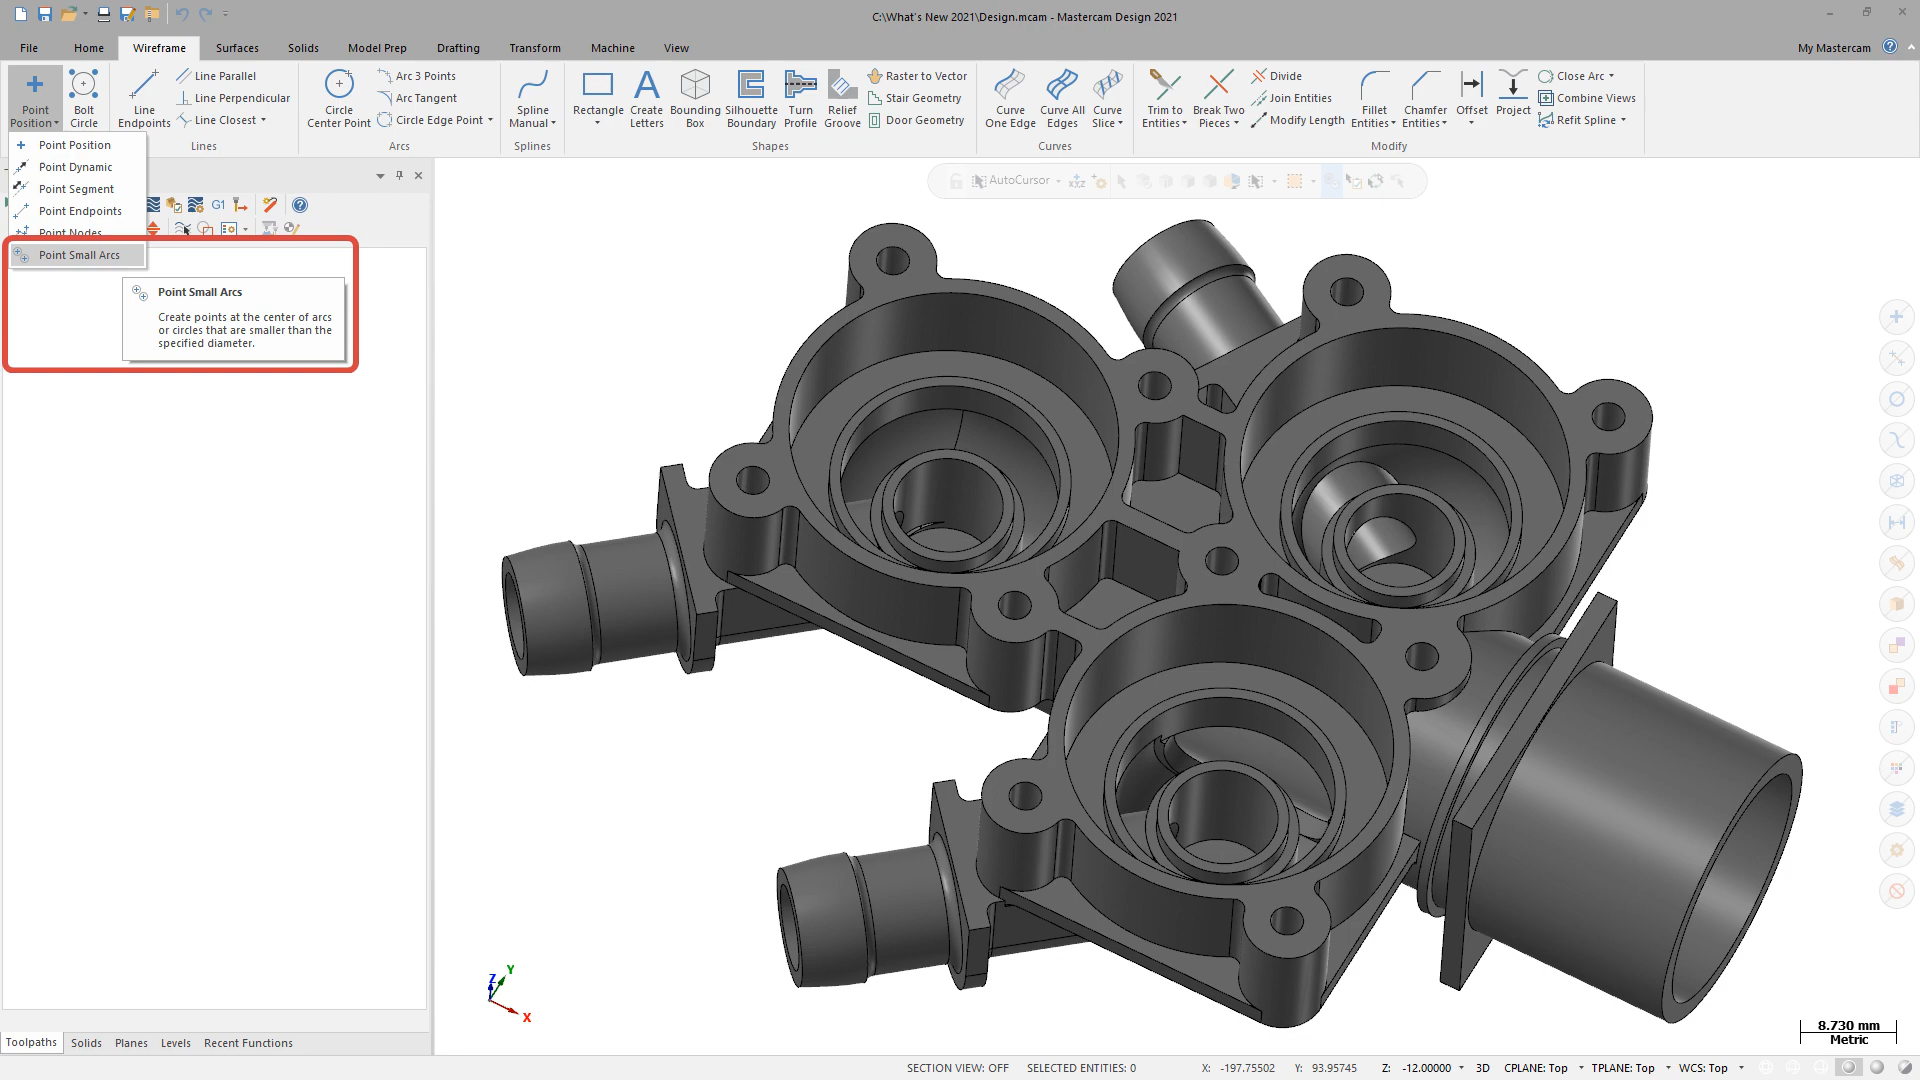 C:\What's New 2021\Design.mcam - Mastercam Design 2021
File Home Wireframe Surfaces Solids Model Prep Drafting Transform Machine View My Mastercam
Point Position
Bolt Circle
Line Endpoints
Line Parallel
Line Perpendicular
Line Closest
Lines
Circle Center Point
Arc 3 Points
Arc Tangent
Circle Edge Point
Arcs
Spline Manual
Splines
Rectangle
Create Letters
Bounding Box
Silhouette Boundary
Turn Profile
Relief Groove
Raster to Vector
Stair Geometry
Door Geometry
Shapes
Curve One Edge
Curve All Edges
Curve Slice
Curves
Trim to Entities
Break Two Pieces
Divide
Join Entities
Modify Length
Fillet Entities
Chamfer Entities
Offset
Project
Close Arc
Combine Views
Refit Spline
Modify
Point Position
Point Dynamic
Point Segment
Point Endpoints
Point Nodes
Point Small Arcs
G1
AutoCursor
XYZ
Point Small Arcs
Create points at the center of arcs
or circles that are smaller than the
specified diameter.
Z Y X
8.730 mm
Metric
Toolpaths Solids Planes Levels Recent Functions
SECTION VIEW: OFF SELECTED ENTITIES: 0 X: -197.75502 Y: 93.95745 Z: -12.00000 3D CPLANE: Top TPLANE: Top WCS: Top